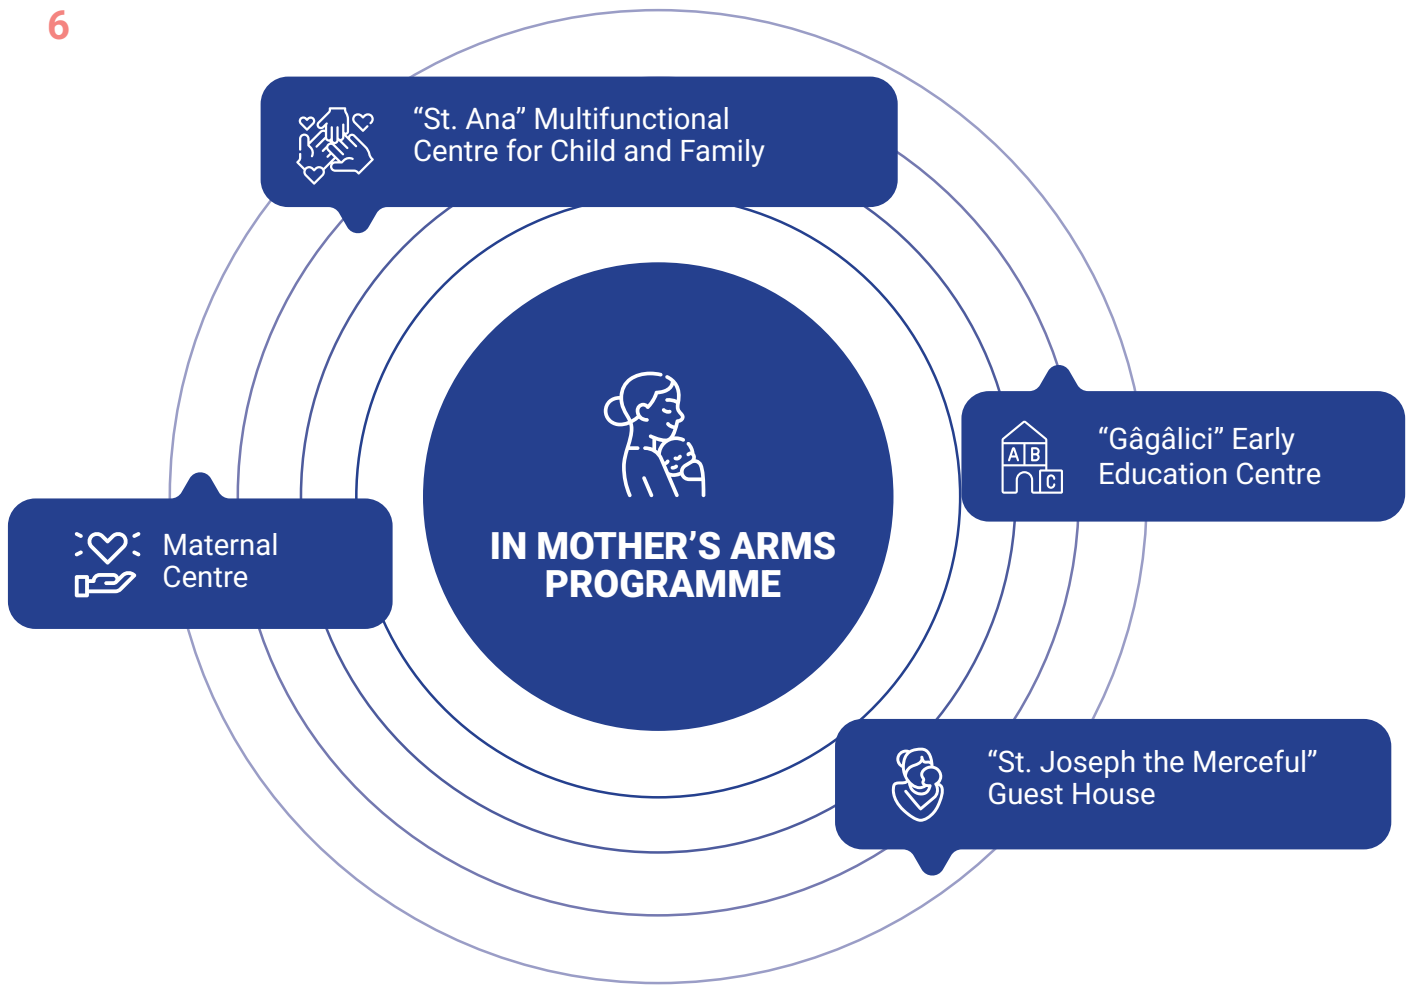 6
“St. Ana” Multifunctional
Centre for Child and Family
“Gâgâlici” Early
Education Centre
A B
C
Maternal
Centre
IN MOTHER’S ARMS
PROGRAMME
“St. Joseph the Merceful”
Guest House